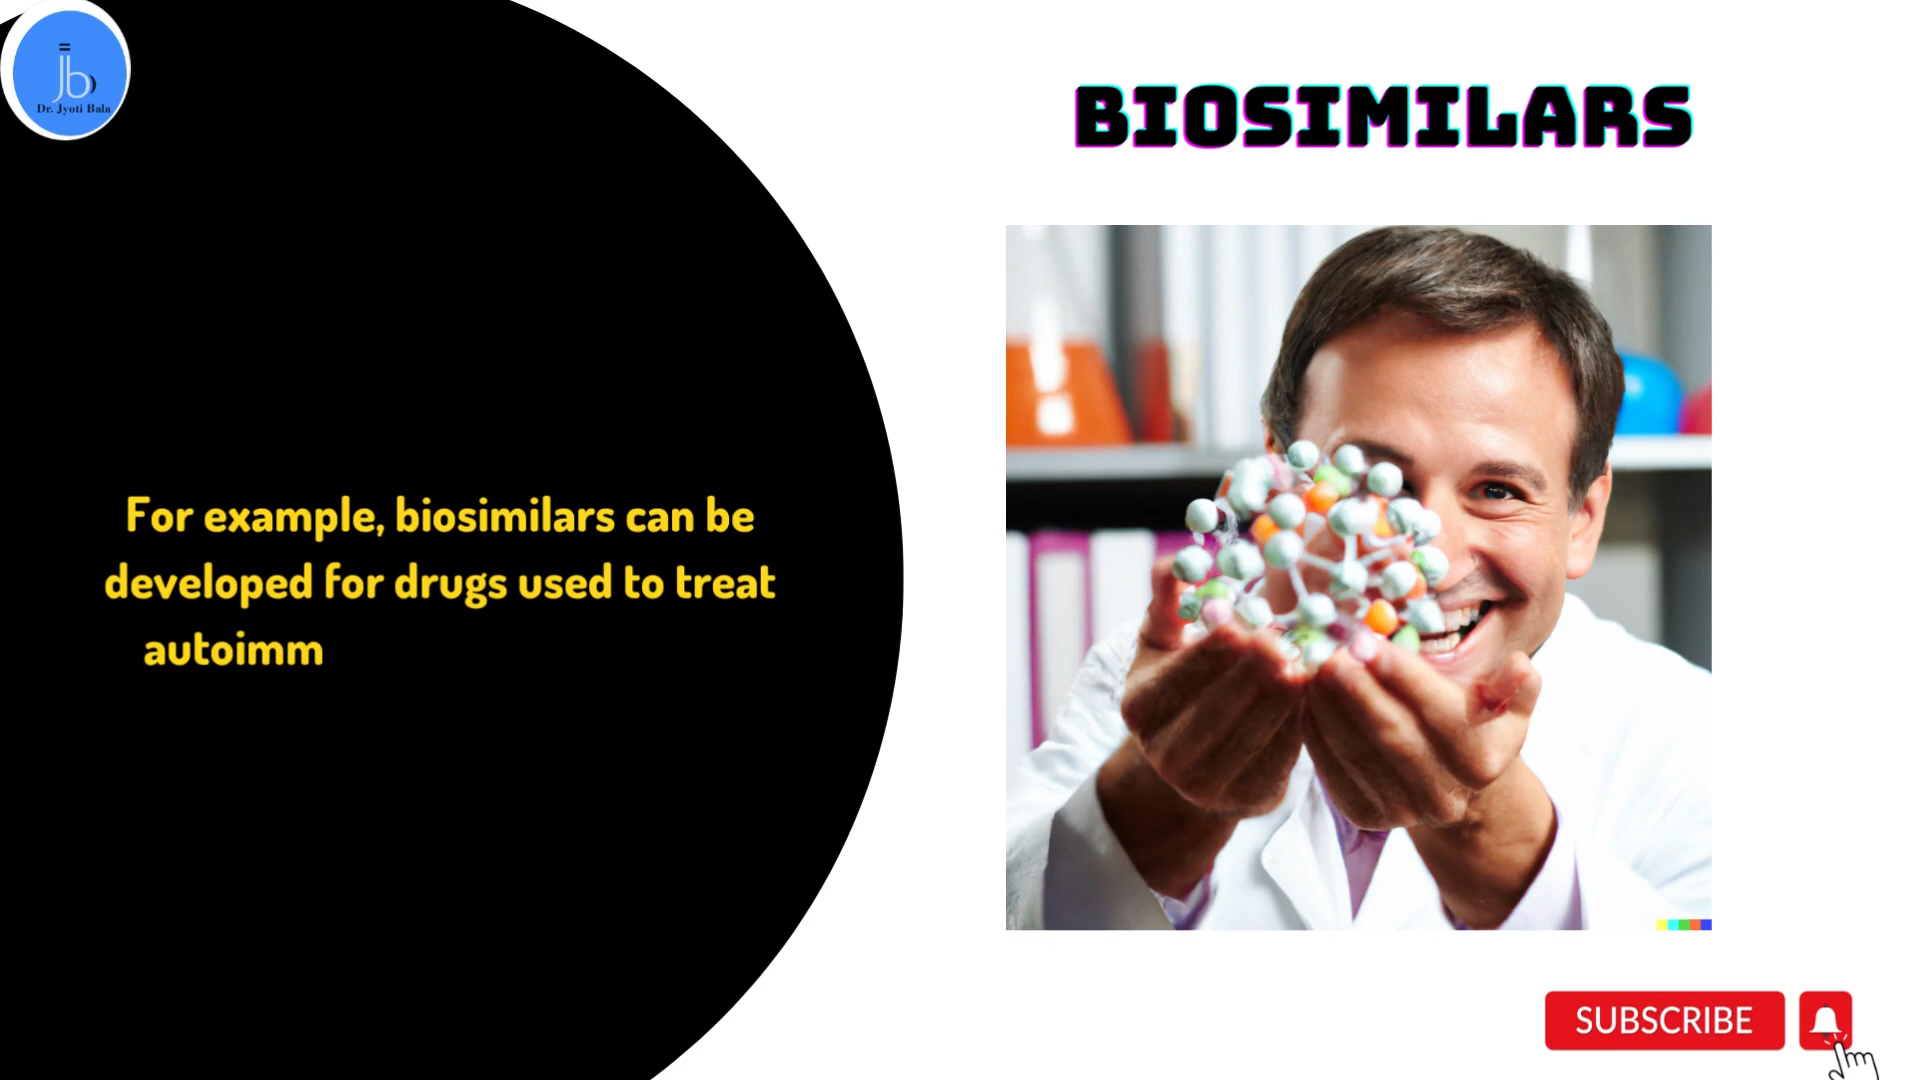 Dr. Jyoti Bala
BIOSIMILARS
For example, biosimilars can be
developed for drugs used to treat
autoimm
SUBSCRIBE